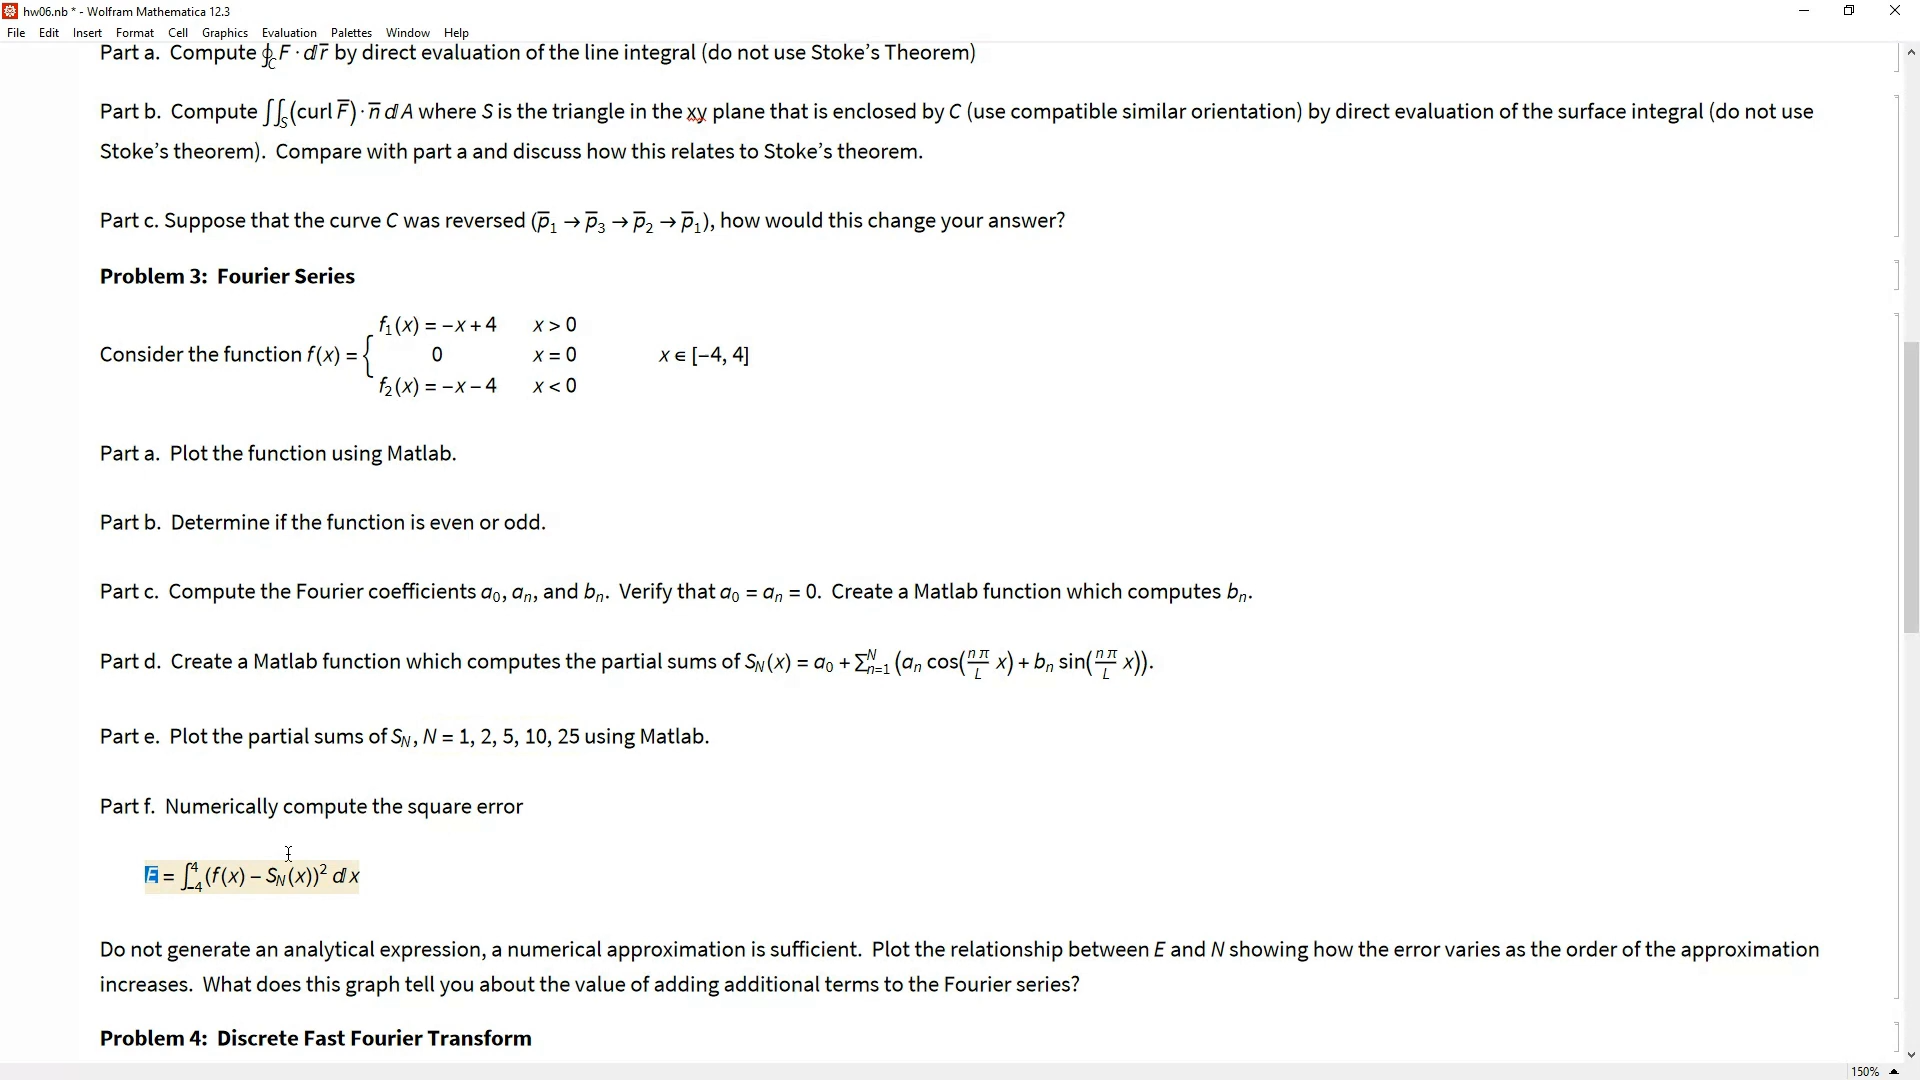 hw06.nb * - Wolfram Mathematica 12.3
File Edit Insert Format Cell Graphics Evaluation Palettes Window Help
Part a. Compute ∮_C F · ⅆr̅ by direct evaluation of the line integral (do not use Stoke's Theorem)
Part b. Compute ∫∫_S (curl F̅) · n̅ ⅆA where S is the triangle in the xy plane that is enclosed by C (use compatible similar orientation) by direct evaluation of the surface integral (do not use
Stoke's theorem). Compare with part a and discuss how this relates to Stoke's theorem.
Part c. Suppose that the curve C was reversed (p̅₁ → p̅₃ → p̅₂ → p̅₁), how would this change your answer?
Problem 3: Fourier Series
f₁(x) = −x + 4 x > 0
Consider the function f(x) = { 0 x = 0 x ∈ [−4, 4]
f₂(x) = −x − 4 x < 0
Part a. Plot the function using Matlab.
Part b. Determine if the function is even or odd.
Part c. Compute the Fourier coefficients a₀, aₙ, and bₙ. Verify that a₀ = aₙ = 0. Create a Matlab function which computes bₙ.
Part d. Create a Matlab function which computes the partial sums of S_N(x) = a₀ + Σ_{n=1}^N (aₙ cos(nπ/L x) + bₙ sin(nπ/L x)).
Part e. Plot the partial sums of S_N, N = 1, 2, 5, 10, 25 using Matlab.
Part f. Numerically compute the square error
E = ∫_{−4}^{4} (f(x) − S_N(x))² ⅆx
Do not generate an analytical expression, a numerical approximation is sufficient. Plot the relationship between E and N showing how the error varies as the order of the approximation
increases. What does this graph tell you about the value of adding additional terms to the Fourier series?
Problem 4: Discrete Fast Fourier Transform
150%